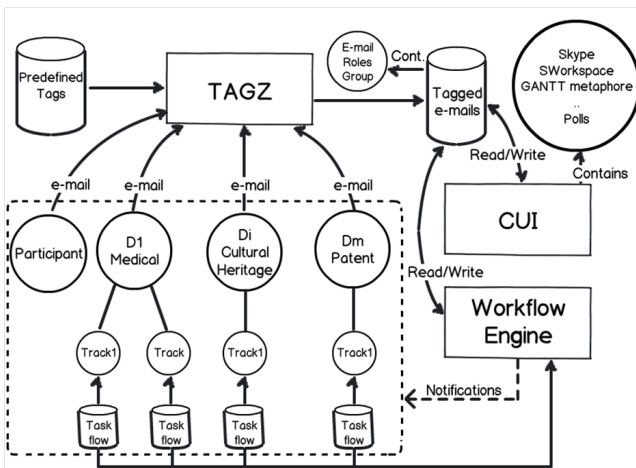 Predefined
Tags
TAGZ
E-mail
Roles
Group
Cont..
Tagged
e-mails
Skype
SWorkspace
GANTT metaphore
..
Polls
Read/Write
Contains
e-mail
e-mail
e-mail
e-mail
CUI
Participant
D1
Medical
Di
Cultural
Heritage
Dm
Patent
Read/Write
Workflow
Engine
Track1
Track
Track1
Track1
Notifications
Task
flow
Task
flow
Task
flow
Task
flow